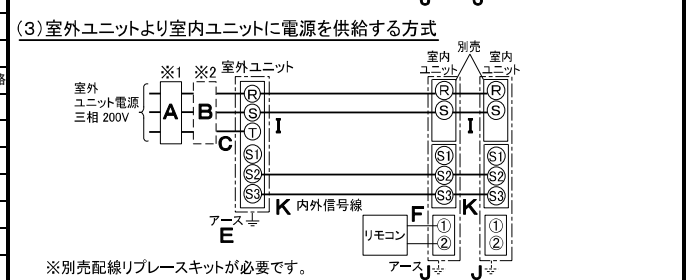 (3)室外ユニットより室内ユニットに電源を供給する方式
別売
※1 ※2 室外ユニット 室内 室内
ユニット ユニット
室外
ユニット電源
三相 200V
A B C
R S T S1 S2 S3
I
R S S1 S2 S3
I
R S S1 S2 S3
K 内外信号線 F K
アース
E
リモコン
① ②
① ②
アース J J
※別売配線リプレースキットが必要です。